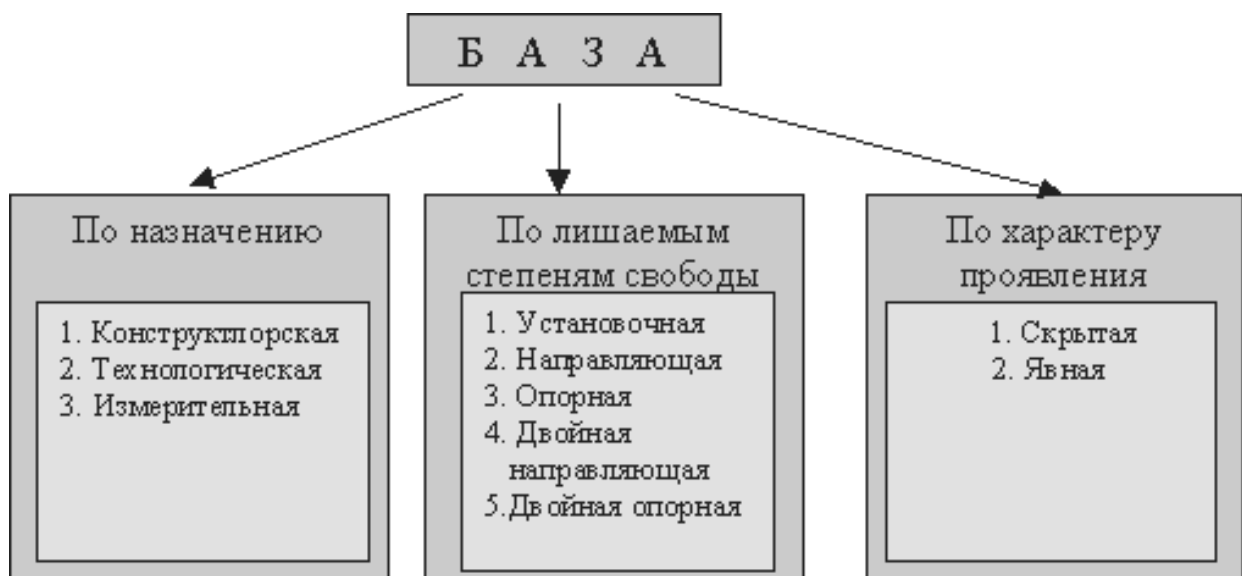 Б А З А
По назначению
1. Конструктпорская
2. Технологическая
3. Измерительная
По лишаемым
степеням свободы
1. Установочная
2. Направляющая
3. Опорная
4. Двойная
направляющая
5.Двойная опорная
По характеру
проявления
1. Скрытая
2. Явная